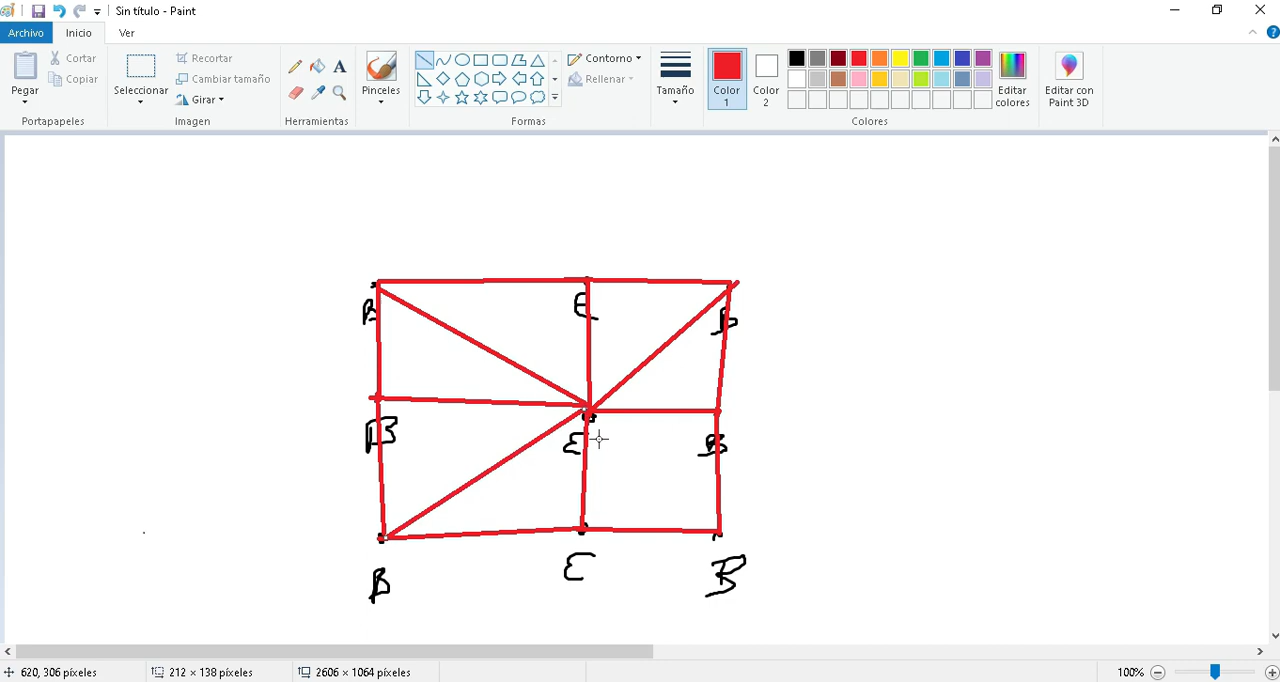 Sin título - Paint
Archivo Inicio Ver
Pegar
Cortar
Copiar
Portapapeles
Seleccionar
Recortar
Cambiar tamaño
Girar
Imagen
A
Herramientas
Pinceles
Contorno
Rellenar
Formas
Tamaño
Color 1
Color 2
Editar colores
Editar con Paint 3D
Colores
B E B
B E B
B E B
620, 306 píxeles 212 × 138 píxeles 2606 × 1064 píxeles 100%